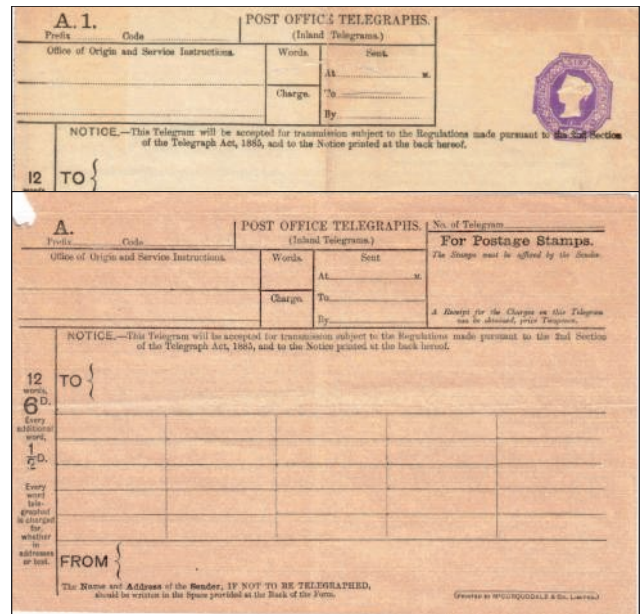 A. 1.
Prefix Code
POST OFFICE TELEGRAPHS.
(Inland Telegrams.)
Office of Origin and Service Instructions.
Words.
Sent.
At M.
Charge.
To
By
NOTICE.—This Telegram will be accepted for transmission subject to the Regulations made pursuant to the 2nd Section
of the Telegraph Act, 1885, and to the Notice printed at the back hereof.
12
words,
TO
A.
Prefix Code
POST OFFICE TELEGRAPHS.
(Inland Telegrams.)
No. of Telegram
For Postage Stamps.
The Stamps must be affixed by the Sender.
A Receipt for the Charges on this Telegram
can be obtained, price Twopence.
Office of Origin and Service Instructions.
Words.
Sent
At M.
Charge.
To
By
NOTICE.—This Telegram will be accepted for transmission subject to the Regulations made pursuant to the 2nd Section
of the Telegraph Act, 1885, and to the Notice printed at the back hereof.
12
words,
6D.
TO
Every
additional
word,
½D.
Every
word
tele-
graphed
is charged
for,
whether
in
addresses
or text.
FROM
The Name and Address of the Sender, IF NOT TO BE TELEGRAPHED,
should be written in the Space provided at the Back of the Form.
(PRINTED BY McCORQUODALE & Co. LIMITED.)